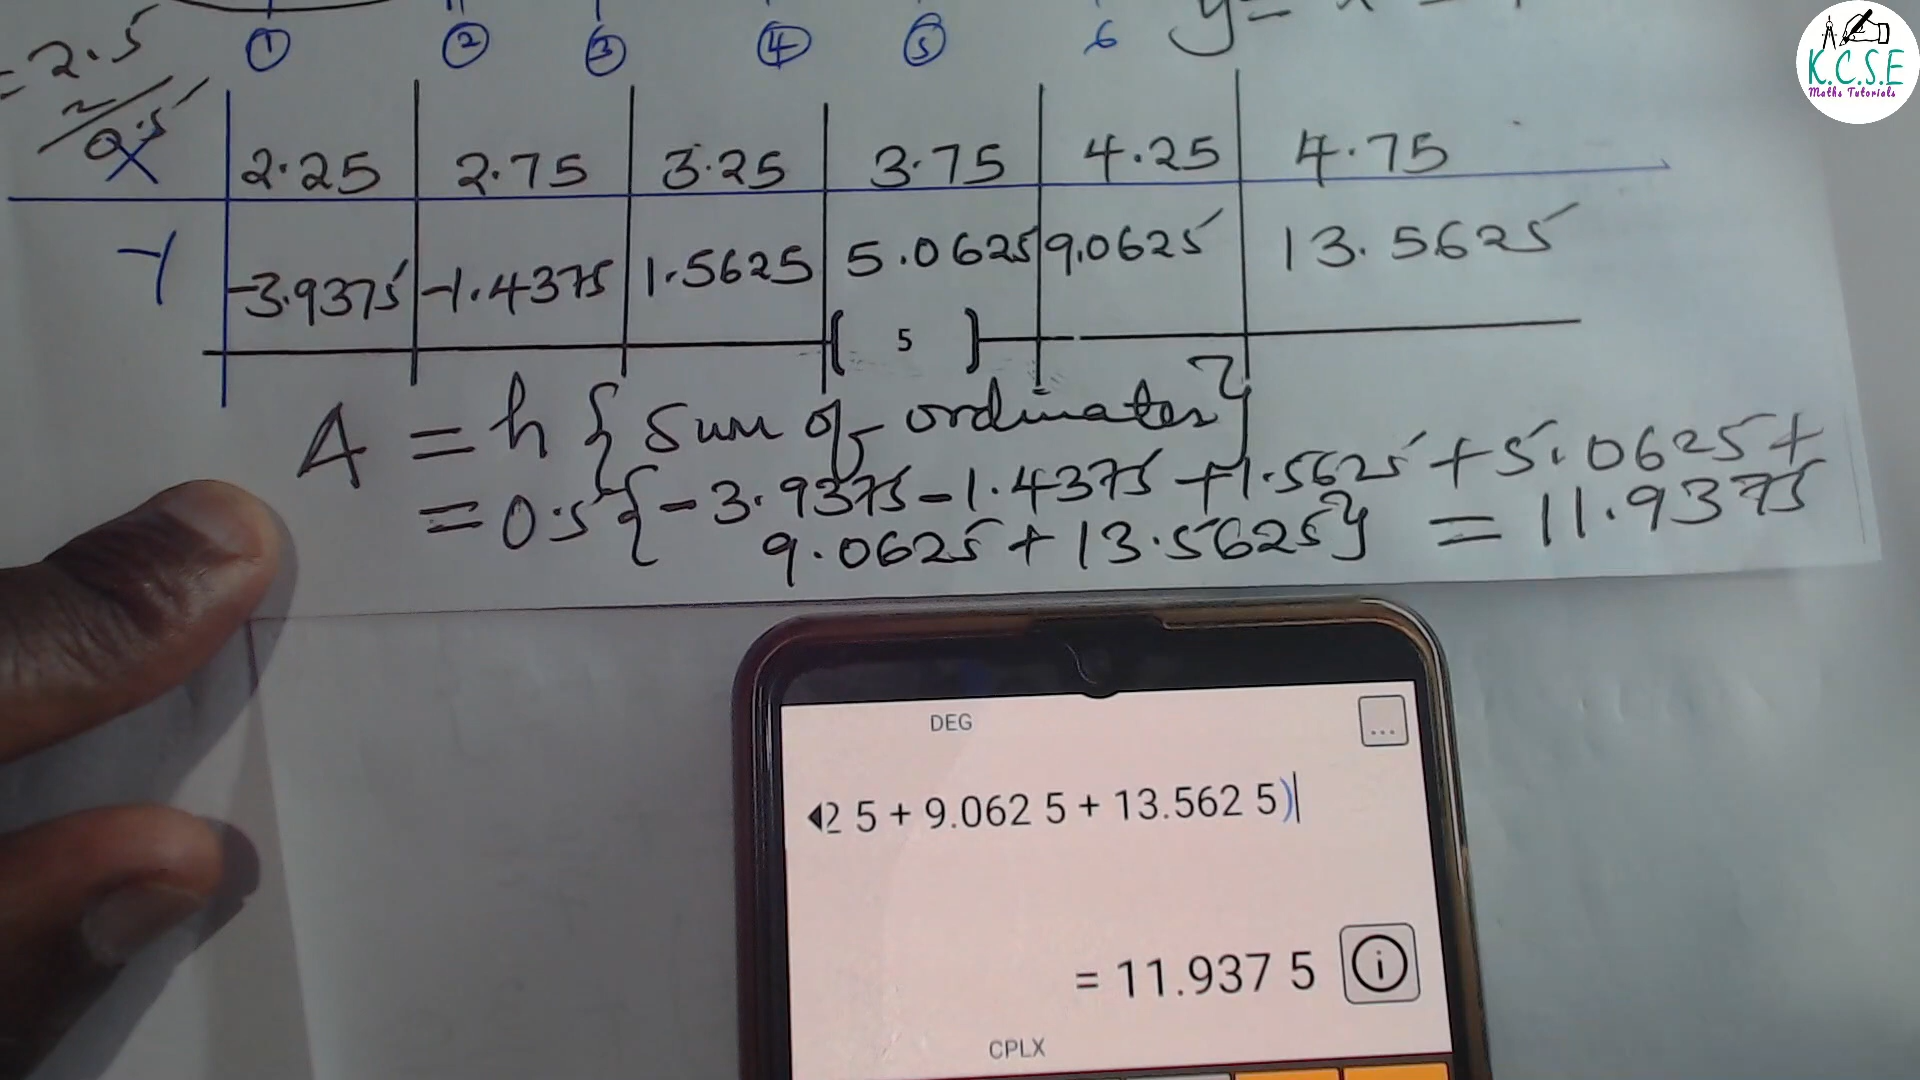 = 2.5
① ② ③ ④ ⑤ 6 y = x
K.C.S.E
Maths Tutorials
X 2.25 2.75 3.25 3.75 4.25 4.75
Y -3.9375 -1.4375 1.5625 5.0625 9.0625 13.5625
{ 5 }
A = h { Sum of ordinates }
= 0.5 { -3.9375 - 1.4375 + 1.5625 + 5.0625 +
9.0625 + 13.5625 } = 11.9375
DEG
...
2 5 + 9.062 5 + 13.562 5)
= 11.937 5
CPLX